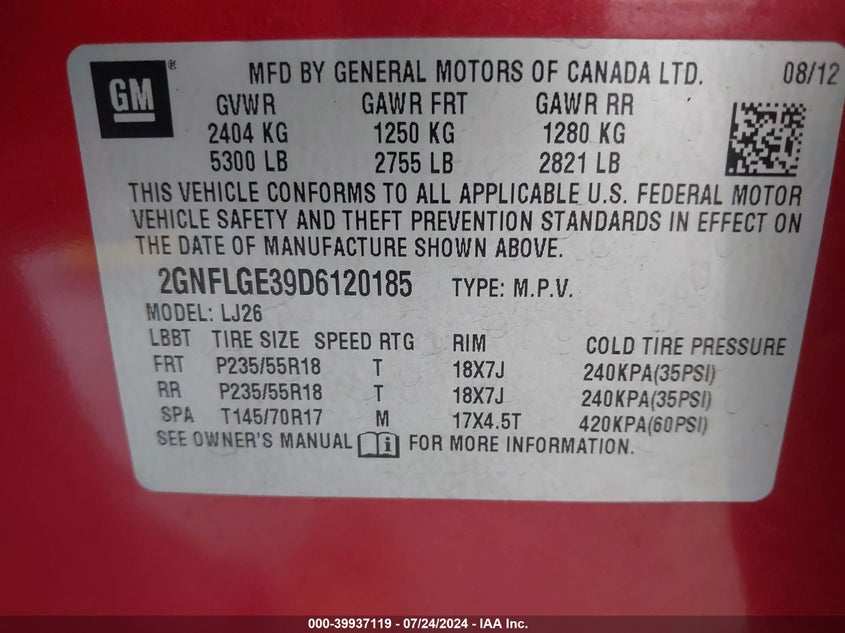 GM® MFD BY GENERAL MOTORS OF CANADA LTD. 08/12
GVWR GAWR FRT GAWR RR
2404 KG 1250 KG 1280 KG
5300 LB 2755 LB 2821 LB
THIS VEHICLE CONFORMS TO ALL APPLICABLE U.S. FEDERAL MOTOR
VEHICLE SAFETY AND THEFT PREVENTION STANDARDS IN EFFECT ON
THE DATE OF MANUFACTURE SHOWN ABOVE.
2GNFLGE39D6120185 TYPE: M.P.V.
MODEL: LJ26
LBBT TIRE SIZE SPEED RTG RIM COLD TIRE PRESSURE
FRT P235/55R18 T 18X7J 240KPA(35PSI)
RR P235/55R18 T 18X7J 240KPA(35PSI)
SPA T145/70R17 M 17X4.5T 420KPA(60PSI)
SEE OWNER'S MANUAL i FOR MORE INFORMATION.
000-39937119 / 07/24/2024 - IAA Inc.